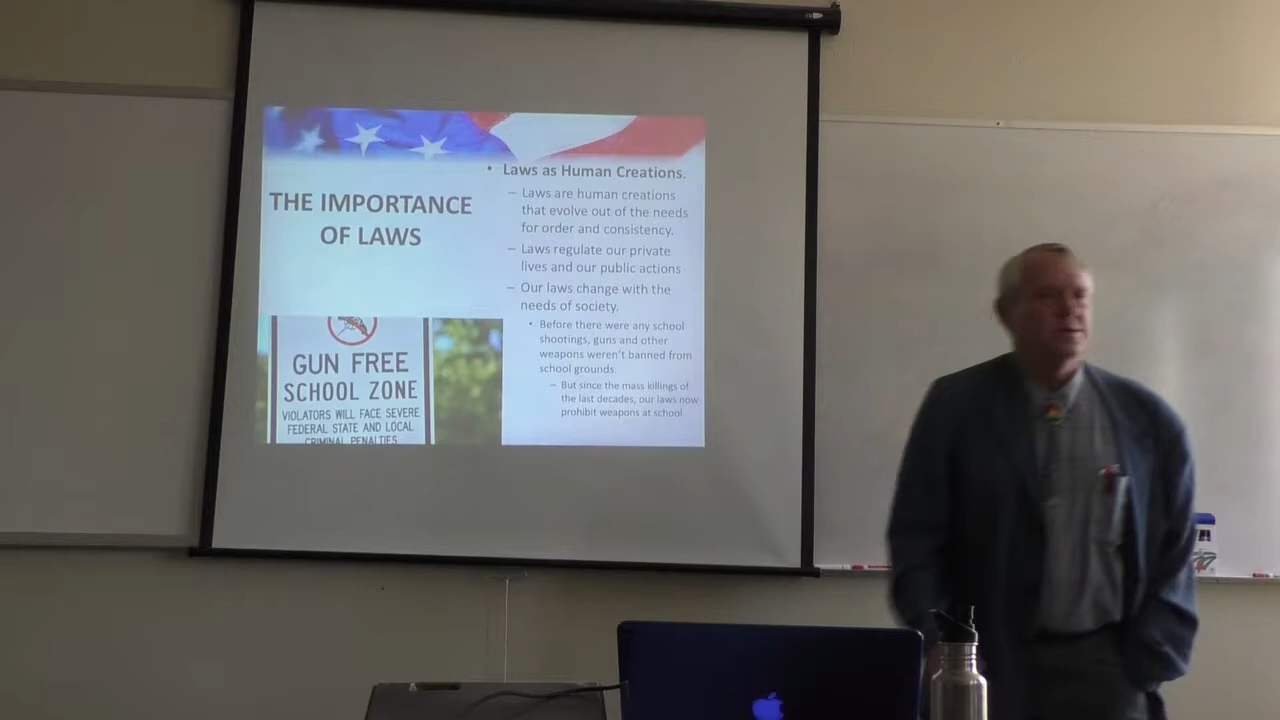 THE IMPORTANCE
OF LAWS
GUN FREE
SCHOOL ZONE
VIOLATORS WILL FACE SEVERE
FEDERAL STATE AND LOCAL
CRIMINAL PENALTIES
• Laws as Human Creations.
– Laws are human creations
that evolve out of the needs
for order and consistency.
– Laws regulate our private
lives and our public actions
– Our laws change with the
needs of society.
• Before there were any school
shootings, guns and other
weapons weren't banned from
school grounds.
– But since the mass killings of
the last decades, our laws now
prohibit weapons at school